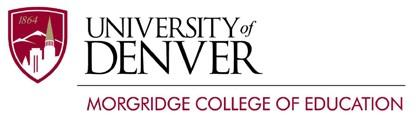 1864
UNIVERSITY of
DENVER
MORGRIDGE COLLEGE OF EDUCATION